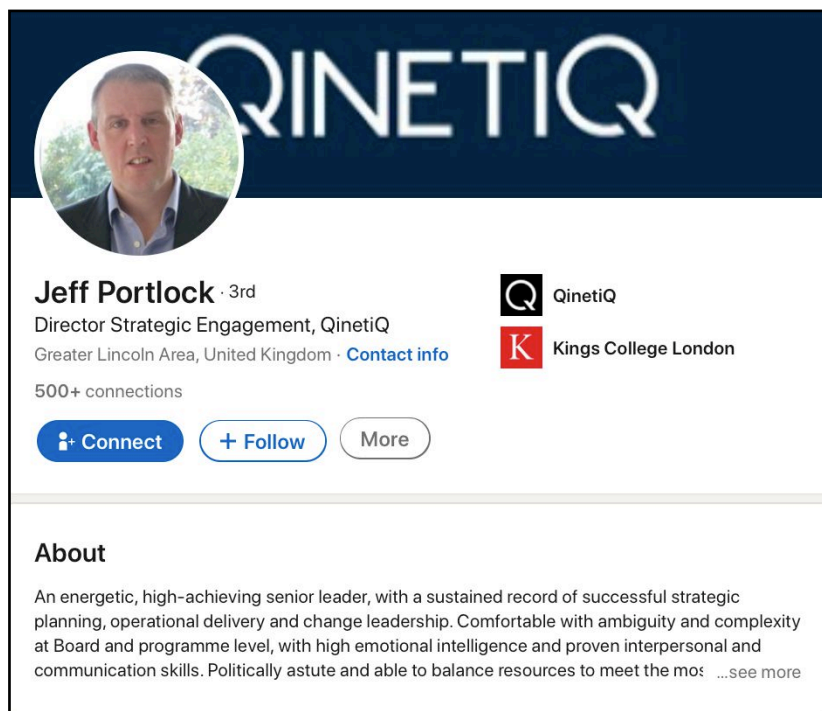 QINETIQ
Jeff Portlock · 3rd
Director Strategic Engagement, QinetiQ
Greater Lincoln Area, United Kingdom · Contact info
500+ connections
Connect
+ Follow
More
QinetiQ
K
Kings College London
About
An energetic, high-achieving senior leader, with a sustained record of successful strategic
planning, operational delivery and change leadership. Comfortable with ambiguity and complexity
at Board and programme level, with high emotional intelligence and proven interpersonal and
communication skills. Politically astute and able to balance resources to meet the mos ...see more